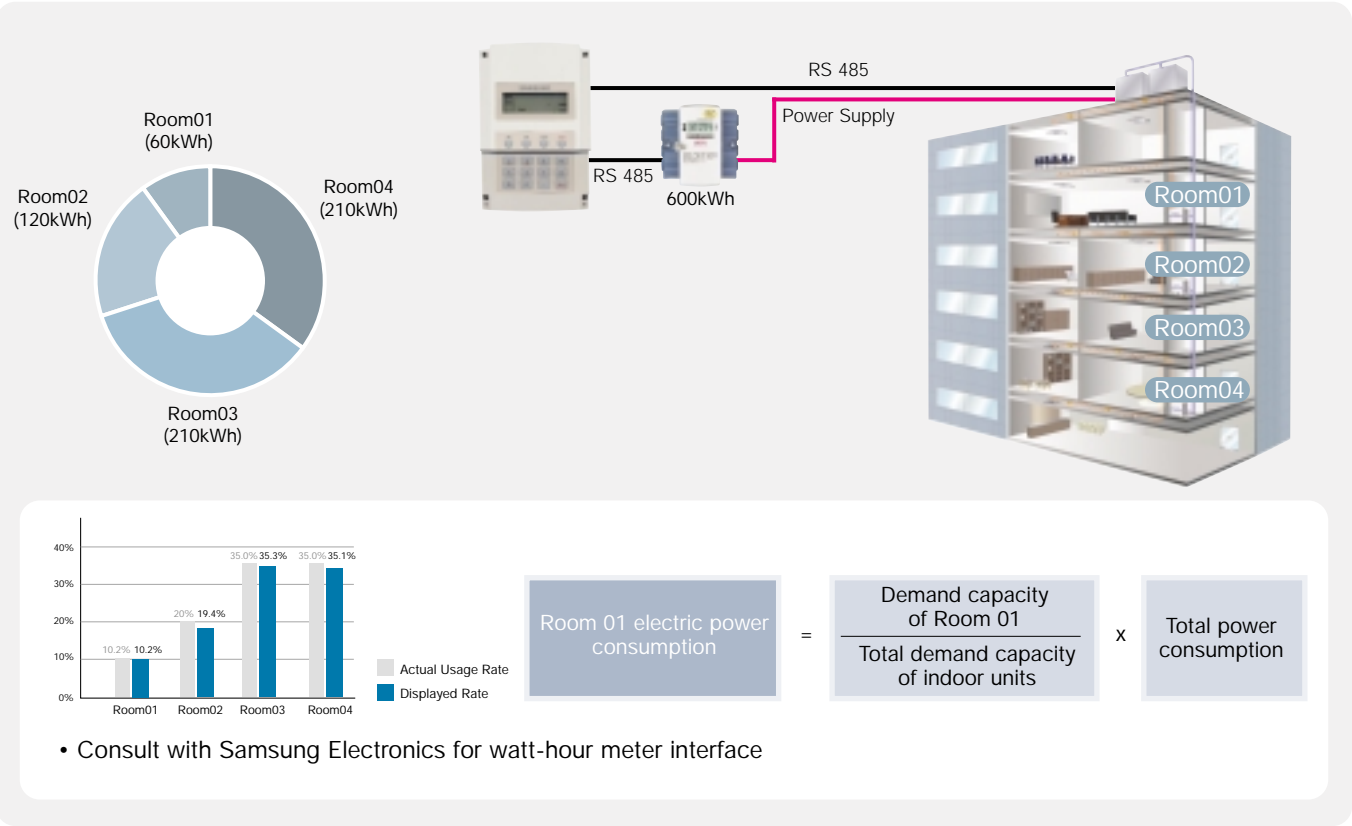 Room01
(60kWh)
Room02
(120kWh)
Room04
(210kWh)
Room03
(210kWh)
RS 485
Power Supply
RS 485
600kWh
Room01
Room02
Room03
Room04
40%
30%
20%
10%
0%
10.2% 10.2%
20% 19.4%
35.0% 35.3%
35.0% 35.1%
Room01 Room02 Room03 Room04
Actual Usage Rate
Displayed Rate
Room 01 electric power
consumption
=
Demand capacity
of Room 01
Total demand capacity
of indoor units
x
Total power
consumption
• Consult with Samsung Electronics for watt-hour meter interface